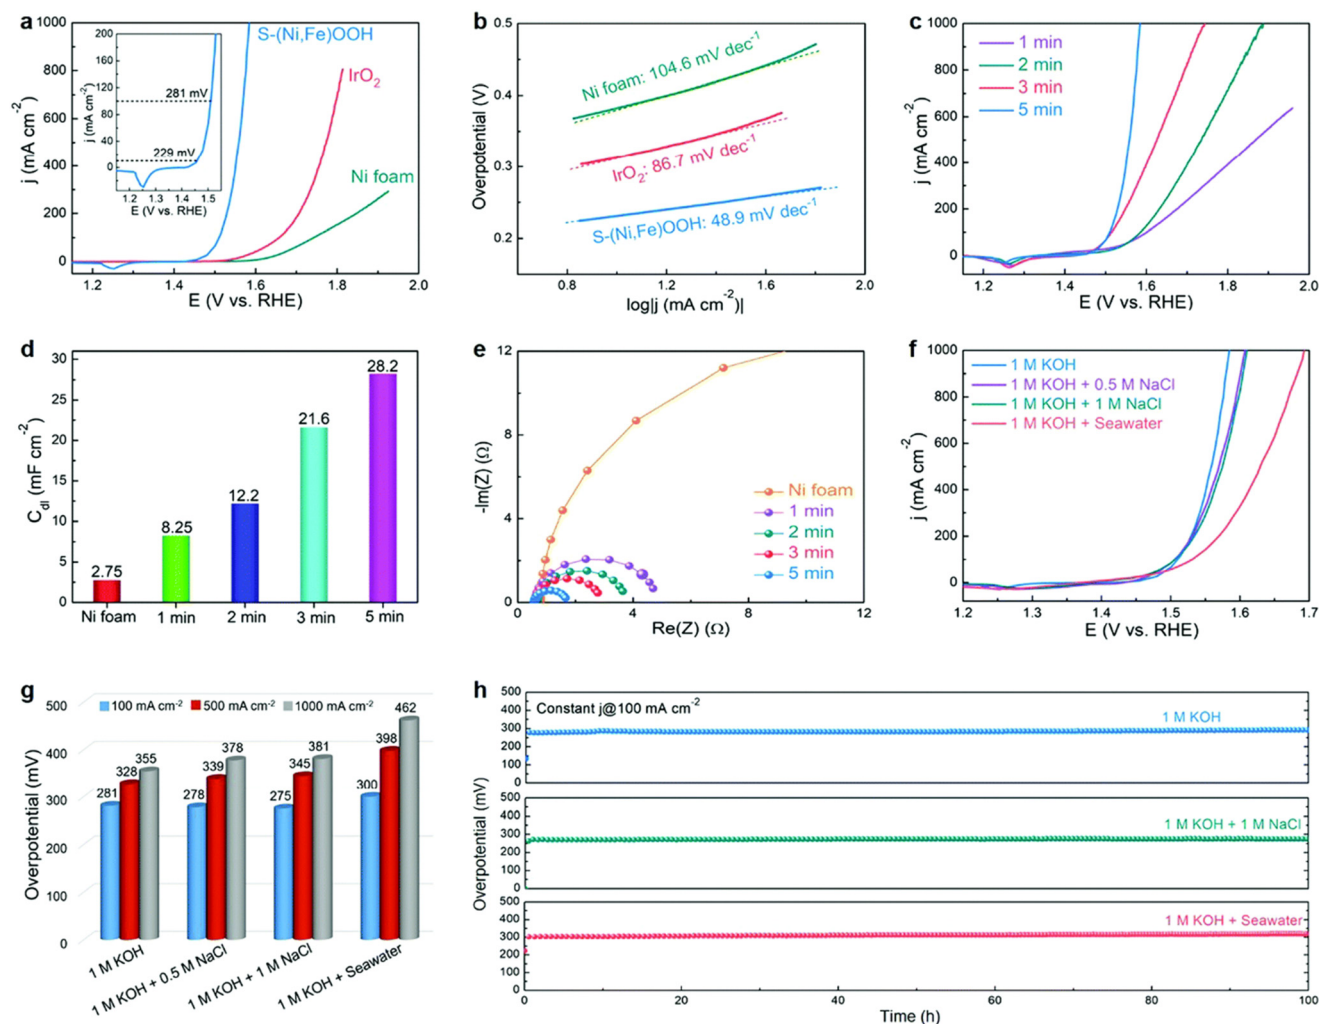 a
1000
800
600
400
200
0
j (mA cm-2)
1.2
1.4
1.6
1.8
2.0
E (V vs. RHE)
S-(Ni,Fe)OOH
IrO2
Ni foam
200
160
120
80
40
0
j (mA cm-2)
281 mV
229 mV
1.2
1.3
1.4
1.5
E (V vs. RHE)
b
0.5
0.4
0.3
0.2
Overpotential (V)
Ni foam: 104.6 mV dec-1
IrO2: 86.7 mV dec-1
S-(Ni,Fe)OOH: 48.9 mV dec-1
0.8
1.2
1.6
2.0
log|j (mA cm-2)|
c
1000
800
600
400
200
0
j (mA cm-2)
1 min
2 min
3 min
5 min
1.2
1.4
1.6
1.8
2.0
E (V vs. RHE)
d
30
25
20
15
10
5
0
Cdl (mF cm-2)
2.75
8.25
12.2
21.6
28.2
Ni foam
1 min
2 min
3 min
5 min
e
12
8
4
0
-Im(Z) (Ω)
Ni foam
1 min
2 min
3 min
5 min
0
4
8
12
Re(Z) (Ω)
f
1000
800
600
400
200
0
j (mA cm-2)
1 M KOH
1 M KOH + 0.5 M NaCl
1 M KOH + 1 M NaCl
1 M KOH + Seawater
1.2
1.3
1.4
1.5
1.6
1.7
E (V vs. RHE)
g
500
400
300
200
100
0
Overpotential (mV)
100 mA cm-2
500 mA cm-2
1000 mA cm-2
281
328
355
278
339
378
275
345
381
300
398
462
1 M KOH
1 M KOH + 0.5 M NaCl
1 M KOH + 1 M NaCl
1 M KOH + Seawater
h
Overpotential (mV)
Constant j@100 mA cm-2
500
400
300
200
100
0
1 M KOH
500
400
300
200
100
0
1 M KOH + 1 M NaCl
500
400
300
200
100
0
1 M KOH + Seawater
0
20
40
60
80
100
Time (h)